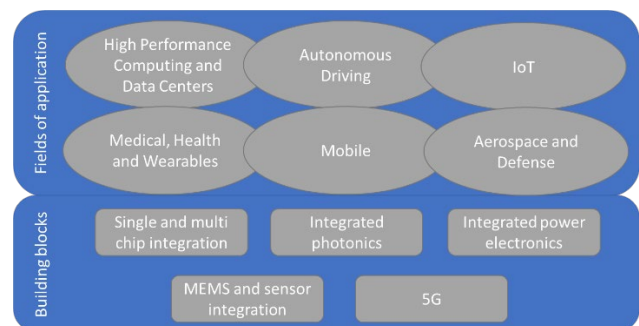 Fields of application
High Performance
Computing and
Data Centers
Autonomous
Driving
IoT
Medical, Health
and Wearables
Mobile
Aerospace and
Defense
Building blocks
Single and multi
chip integration
Integrated
photonics
Integrated power
electronics
MEMS and sensor
integration
5G